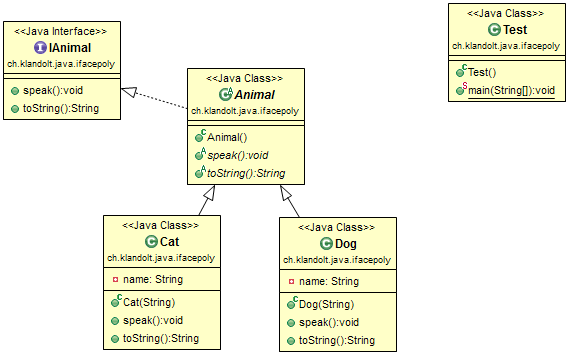 <<Java Interface>>
IAnimal
ch.klandolt.java.ifacepoly
speak():void
toString():String
<<Java Class>>
Test
ch.klandolt.java.ifacepoly
Test()
main(String[]):void
<<Java Class>>
Animal
ch.klandolt.java.ifacepoly
Animal()
speak():void
toString():String
<<Java Class>>
Cat
ch.klandolt.java.ifacepoly
name: String
Cat(String)
speak():void
toString():String
<<Java Class>>
Dog
ch.klandolt.java.ifacepoly
name: String
Dog(String)
speak():void
toString():String